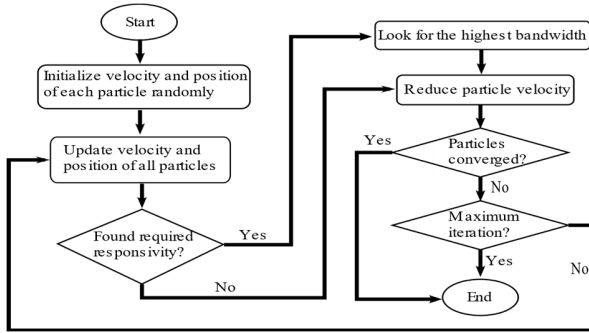 Start
Initialize velocity and position
of each particle randomly
Update velocity and
position of all particles
Found required
responsivity?
Yes
No
Look for the highest bandwidth
Reduce particle velocity
Particles
converged?
Yes
No
Maximum
iteration?
Yes
No
End